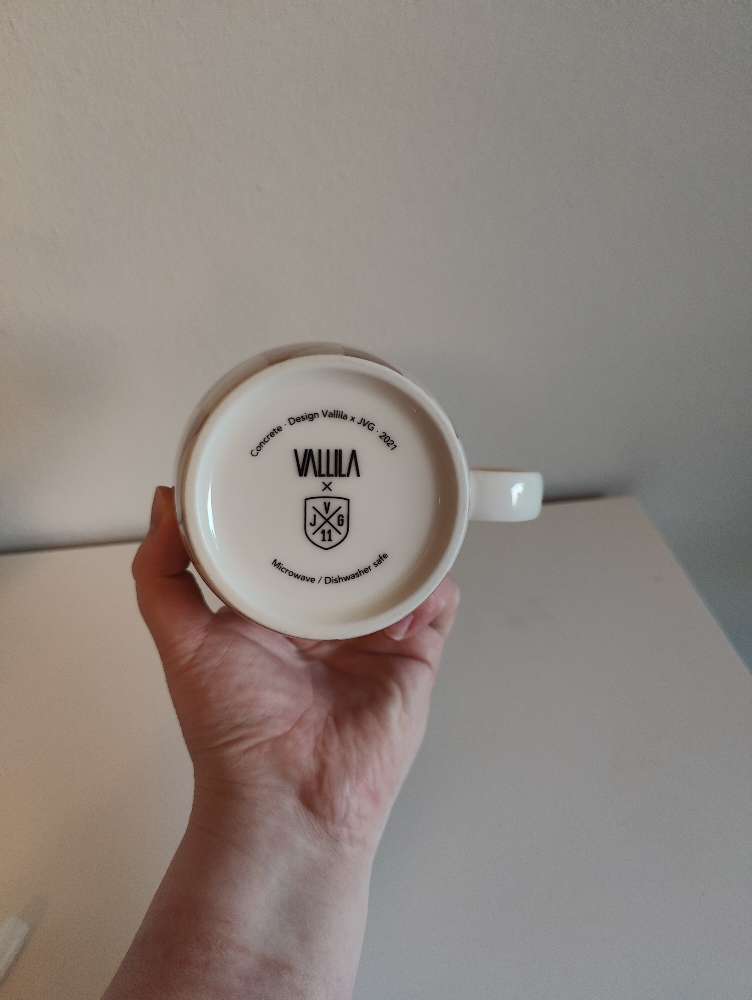 Concrete · Design Vallila x JVG · 2021
VALLILA
×
V
J G
11
Microwave / Dishwasher safe